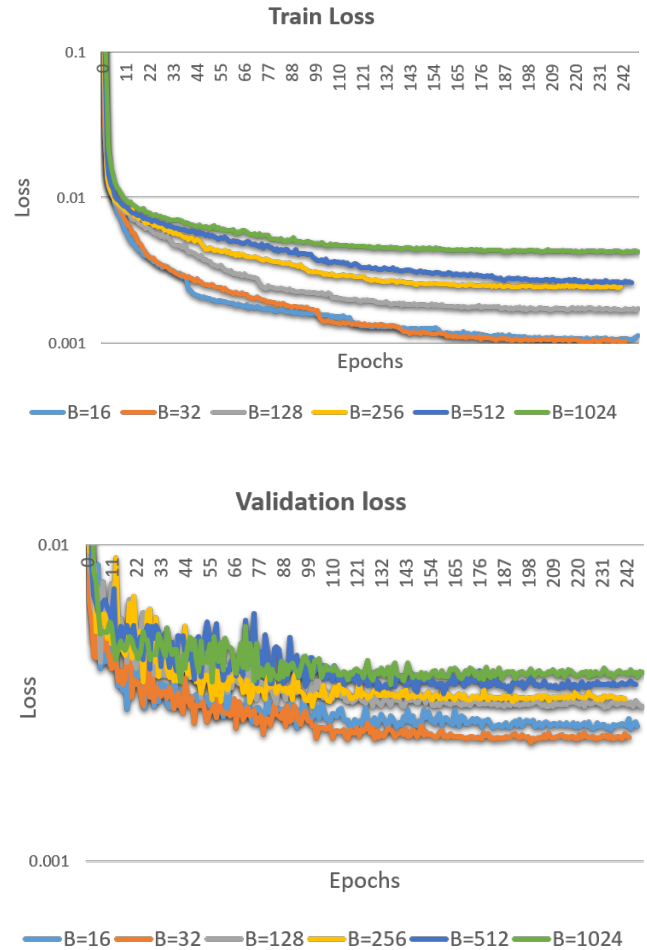 Train Loss
0.1
0 11 22 33 44 55 66 77 88 99 110 121 132 143 154 165 176 187 198 209 220 231 242
0.01
0.001
Loss
Epochs
B=16 B=32 B=128 B=256 B=512 B=1024
Validation loss
0.01
0 11 22 33 44 55 66 77 88 99 110 121 132 143 154 165 176 187 198 209 220 231 242
Loss
0.001
Epochs
B=16 B=32 B=128 B=256 B=512 B=1024